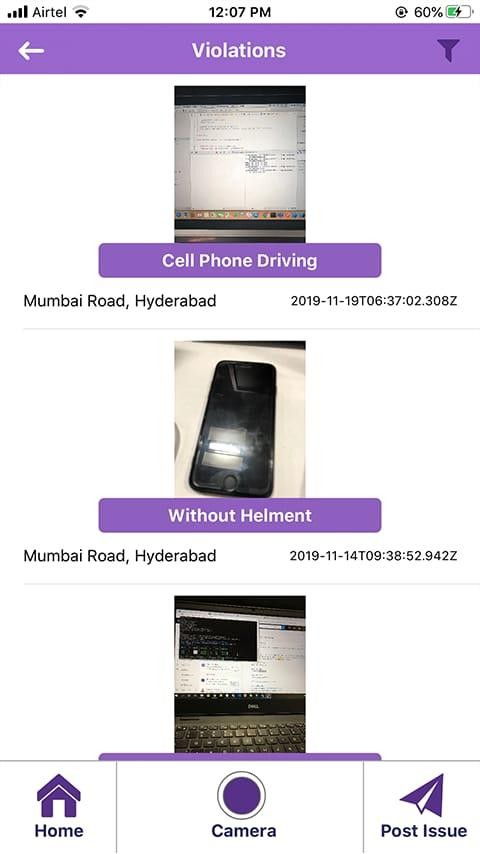 Airtel 12:07 PM 60%
Violations
Cell Phone Driving
Mumbai Road, Hyderabad 2019-11-19T06:37:02.308Z
Without Helment
Mumbai Road, Hyderabad 2019-11-14T09:38:52.942Z
DELL
Home Camera Post Issue